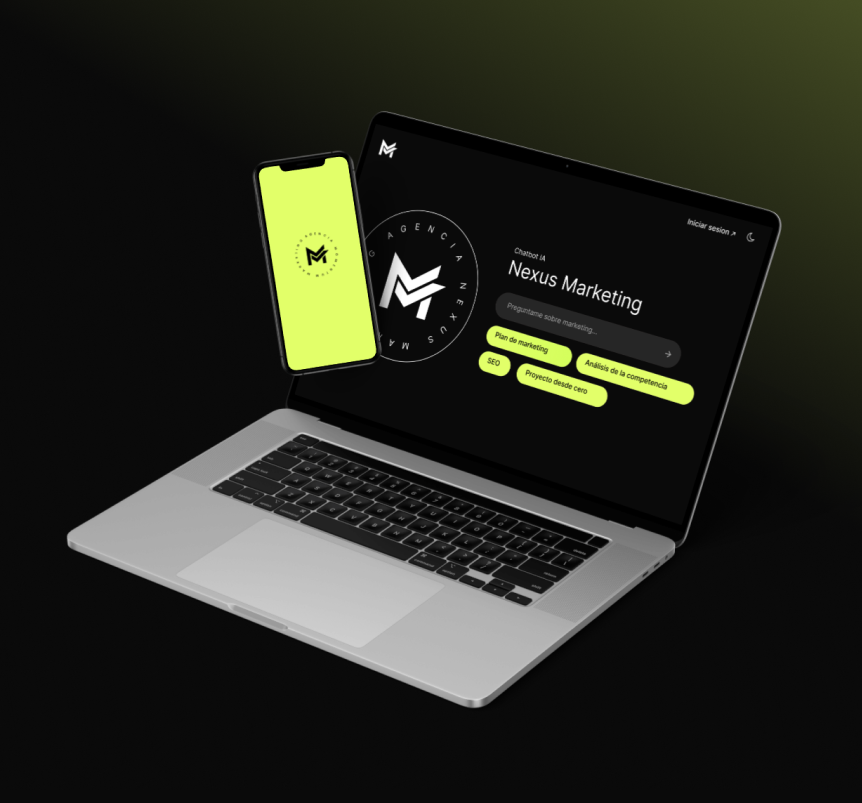 Iniciar sesion ↗
AGENCIA NEXUS MA
Chatbot IA
Nexus Marketing
Preguntame sobre marketing...
Plan de marketing
Análisis de la competencia
SEO
Proyecto desde cero